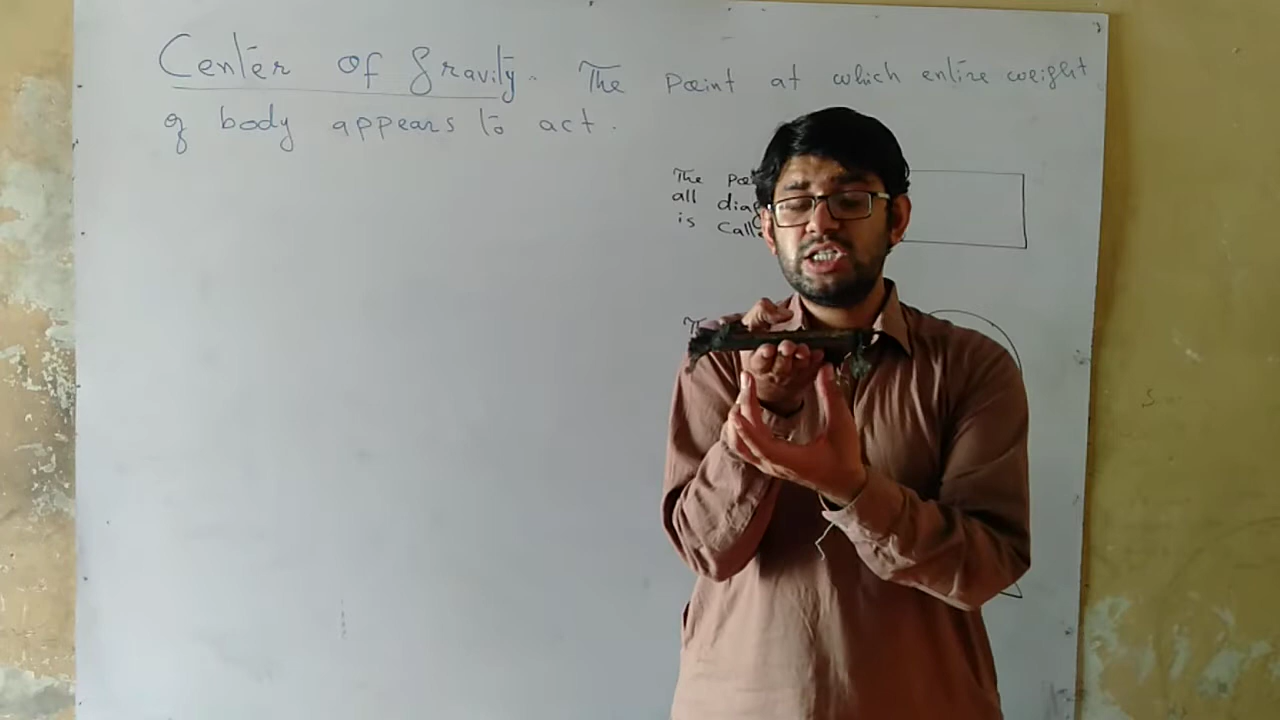 Center of Gravity. The Point at which entire weight
of body appears to act.
The
all
is